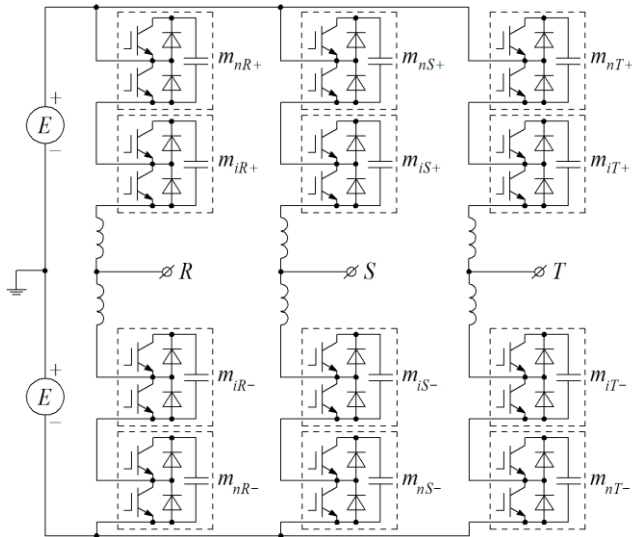 m_{nR+} m_{nS+} m_{nT+}
+
E
−
m_{iR+} m_{iS+} m_{iT+}
R S T
+
E
−
m_{iR−} m_{iS−} m_{iT−}
m_{nR−} m_{nS−} m_{nT−}